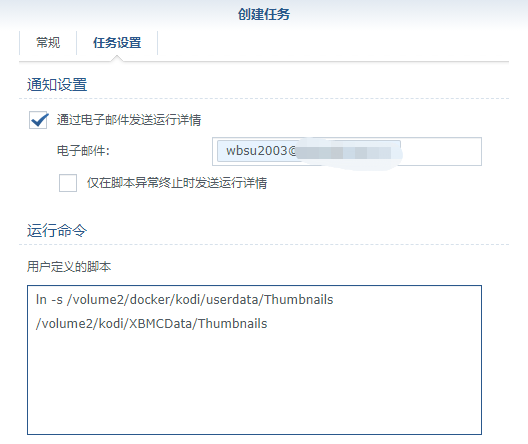 创建任务
常规 任务设置
通知设置
通过电子邮件发送运行详情
电子邮件: wbsu2003@
仅在脚本异常终止时发送运行详情
运行命令
用户定义的脚本
ln -s /volume2/docker/kodi/userdata/Thumbnails
/volume2/kodi/XBMCData/Thumbnails